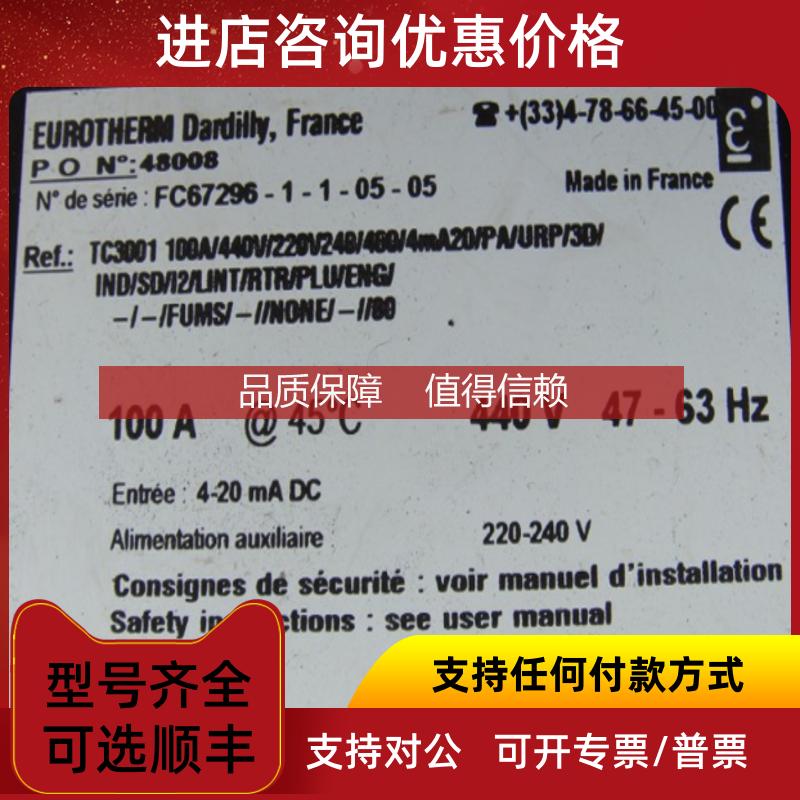 进店咨询优惠价格
EUROTHERM Dardilly, France
☎ +(33)4-78-66-45-00
P O N°: 48008
N° de série : FC67296 - 1 - 1 - 05 - 05
Made in France
CE
Ref.: TC3001 100A/440V/220V240/480/4mA20/PA/URP/3D/
IND/SD/I2/LINT/RTR/PLU/ENG/
-/-/FUMS/-//NONE/-//80
品质保障 值得信赖
100 A @ 45°C 440 V 47 - 63 Hz
Entrée : 4-20 mA DC
Alimentation auxiliaire 220-240 V
Consignes de sécurité : voir manuel d'installation
Safety : see user manual
型号齐全
可选顺丰
支持任何付款方式
支持对公 可开专票/普票